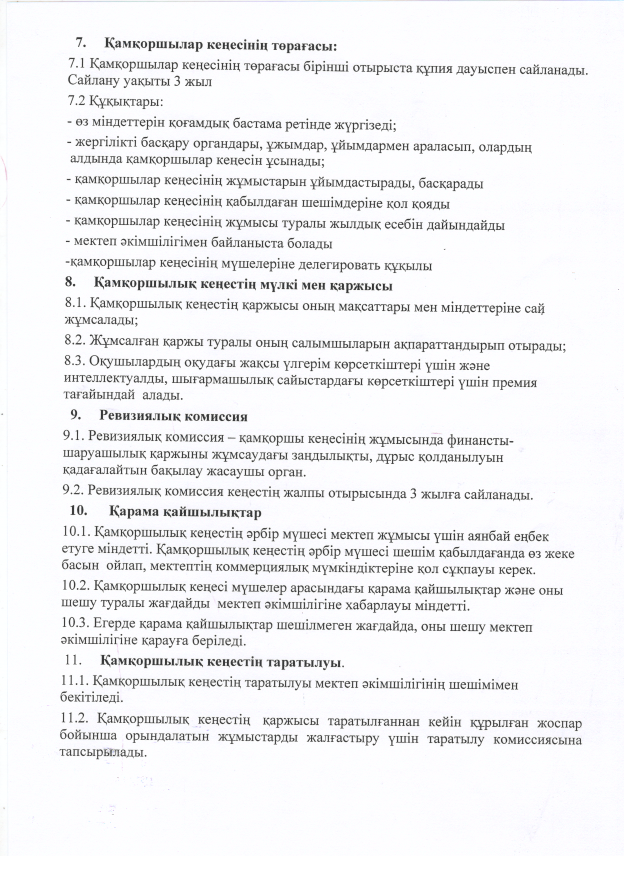 7. Қамқоршылар кеңесінің төрағасы:
7.1 Қамқоршылар кеңесінің төрағасы бірінші отырыста құпия дауыспен сайланады.
Сайлану уақыты 3 жыл
7.2 Құқықтары:
- өз міндеттерін қоғамдық бастама ретінде жүргізеді;
- жергілікті басқару органдары, ұжымдар, ұйымдармен араласып, олардың
алдында қамқоршылар кеңесін ұсынады;
- қамқоршылар кеңесінің жұмыстарын ұйымдастырады, басқарады
- қамқоршылар кеңесінің қабылдаған шешімдеріне қол қояды
- қамқоршылар кеңесінің жұмысы туралы жылдық есебін дайындайды
- мектеп әкімшілігімен байланыста болады
-қамқоршылар кеңесінің мүшелеріне делегировать құқылы
8. Қамқоршылық кеңестің мүлкі мен қаржысы
8.1. Қамқоршылық кеңестің қаржысы оның мақсаттары мен міндеттеріне сай
жұмсалады;
8.2. Жұмсалған қаржы туралы оның салымшыларын ақпараттандырып отырады;
8.3. Оқушылардың оқудағы жақсы үлгерім көрсеткіштері үшін және
интеллектуалды, шығармашылық сайыстардағы көрсеткіштері үшін премия
тағайындай алады.
9. Ревизиялық комиссия
9.1. Ревизиялық комиссия – қамқоршы кеңесінің жұмысында финансты-
шаруашылық қаржыны жұмсаудағы заңдылықты, дұрыс қолданылуын
қадағалайтын бақылау жасаушы орган.
9.2. Ревизиялық комиссия кеңестің жалпы отырысында 3 жылға сайланады.
10. Қарама қайшылықтар
10.1. Қамқоршылық кеңестің әрбір мүшесі мектеп жұмысы үшін аянбай еңбек
етуге міндетті. Қамқоршылық кеңестің әрбір мүшесі шешім қабылдағанда өз жеке
басын ойлап, мектептің коммерциялық мүмкіндіктеріне қол сұқпауы керек.
10.2. Қамқоршылық кеңесі мүшелер арасындағы қарама қайшылықтар және оны
шешу туралы жағдайды мектеп әкімшілігіне хабарлауы міндетті.
10.3. Егерде қарама қайшылықтар шешілмеген жағдайда, оны шешу мектеп
әкімшілігіне қарауға беріледі.
11. Қамқоршылық кеңестің таратылуы.
11.1. Қамқоршылық кеңестің таратылуы мектеп әкімшілігінің шешімімен
бекітіледі.
11.2. Қамқоршылық кеңестің қаржысы таратылғаннан кейін құрылған жоспар
бойынша орындалатын жұмыстарды жалғастыру үшін таратылу комиссиясына
тапсырылады.